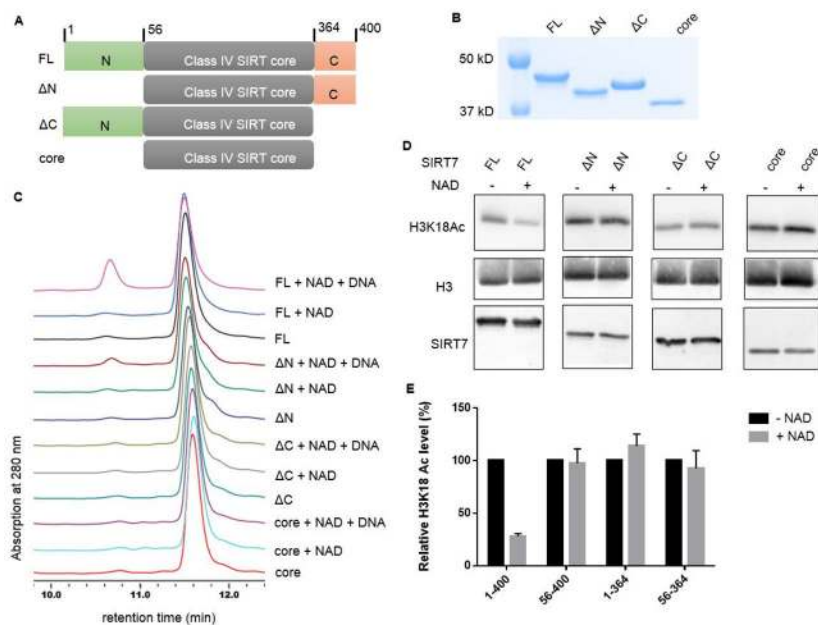 A
1 56 364 400
FL N Class IV SIRT core C
ΔN Class IV SIRT core C
ΔC N Class IV SIRT core
core Class IV SIRT core
B
FL ΔN ΔC core
50 kD
37 kD
C
Absorption at 280 nm
FL + NAD + DNA
FL + NAD
FL
ΔN + NAD + DNA
ΔN + NAD
ΔN
ΔC + NAD + DNA
ΔC + NAD
ΔC
core + NAD + DNA
core + NAD
core
10.0 11.0 12.0
retention time (min)
D
SIRT7 FL FL ΔN ΔN ΔC ΔC core core
NAD - + - + - + - +
H3K18Ac
H3
SIRT7
E
Relative H3K18 Ac level (%)
150
100
50
0
1-400 56-400 1-364 56-364
- NAD
+ NAD